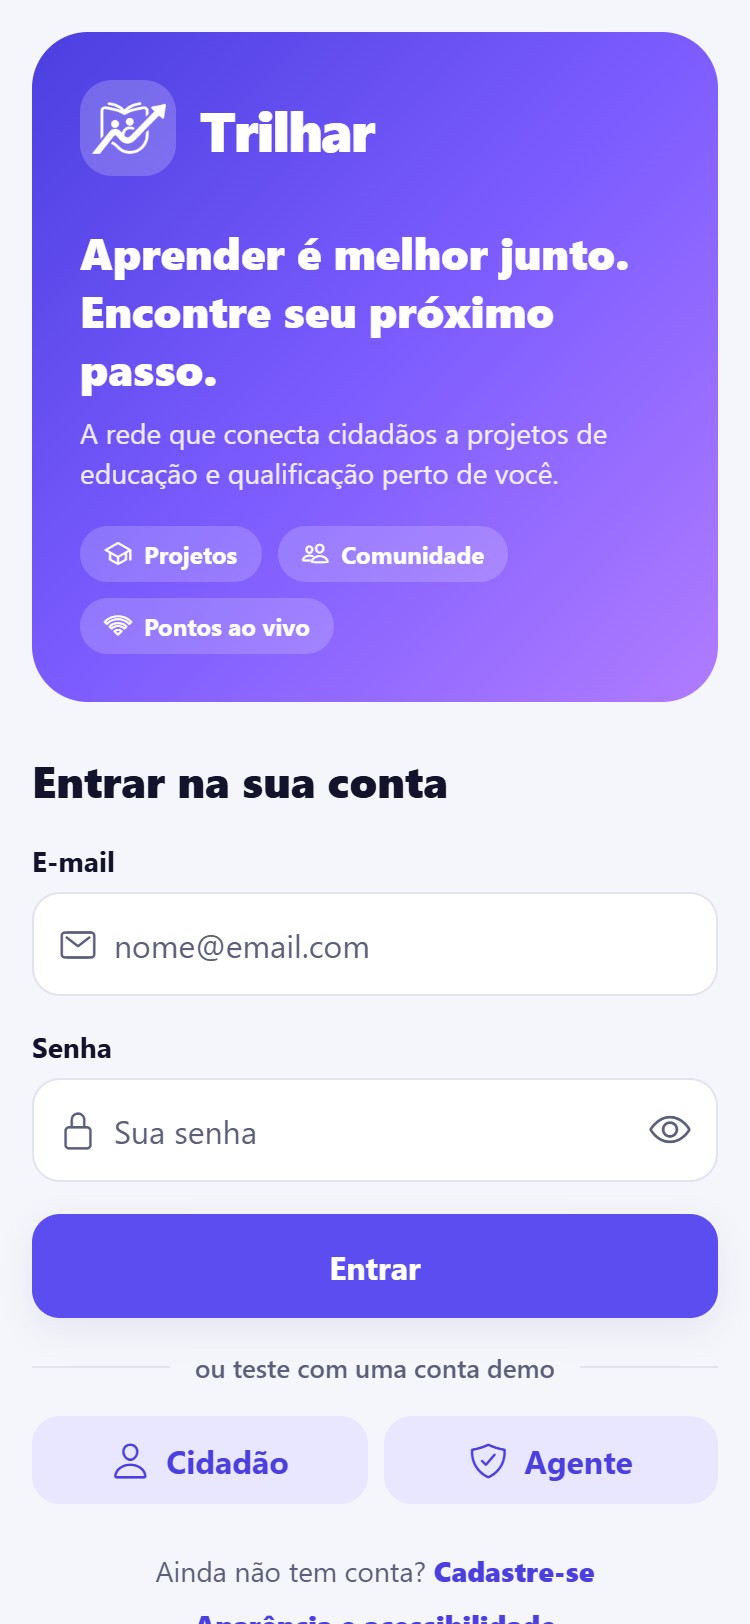 Trilhar
Aprender é melhor junto.
Encontre seu próximo
passo.
A rede que conecta cidadãos a projetos de
educação e qualificação perto de você.
Projetos
Comunidade
Pontos ao vivo
Entrar na sua conta
E-mail
nome@email.com
Senha
Sua senha
Entrar
ou teste com uma conta demo
Cidadão
Agente
Ainda não tem conta? Cadastre-se
Aparência e acessibilidade